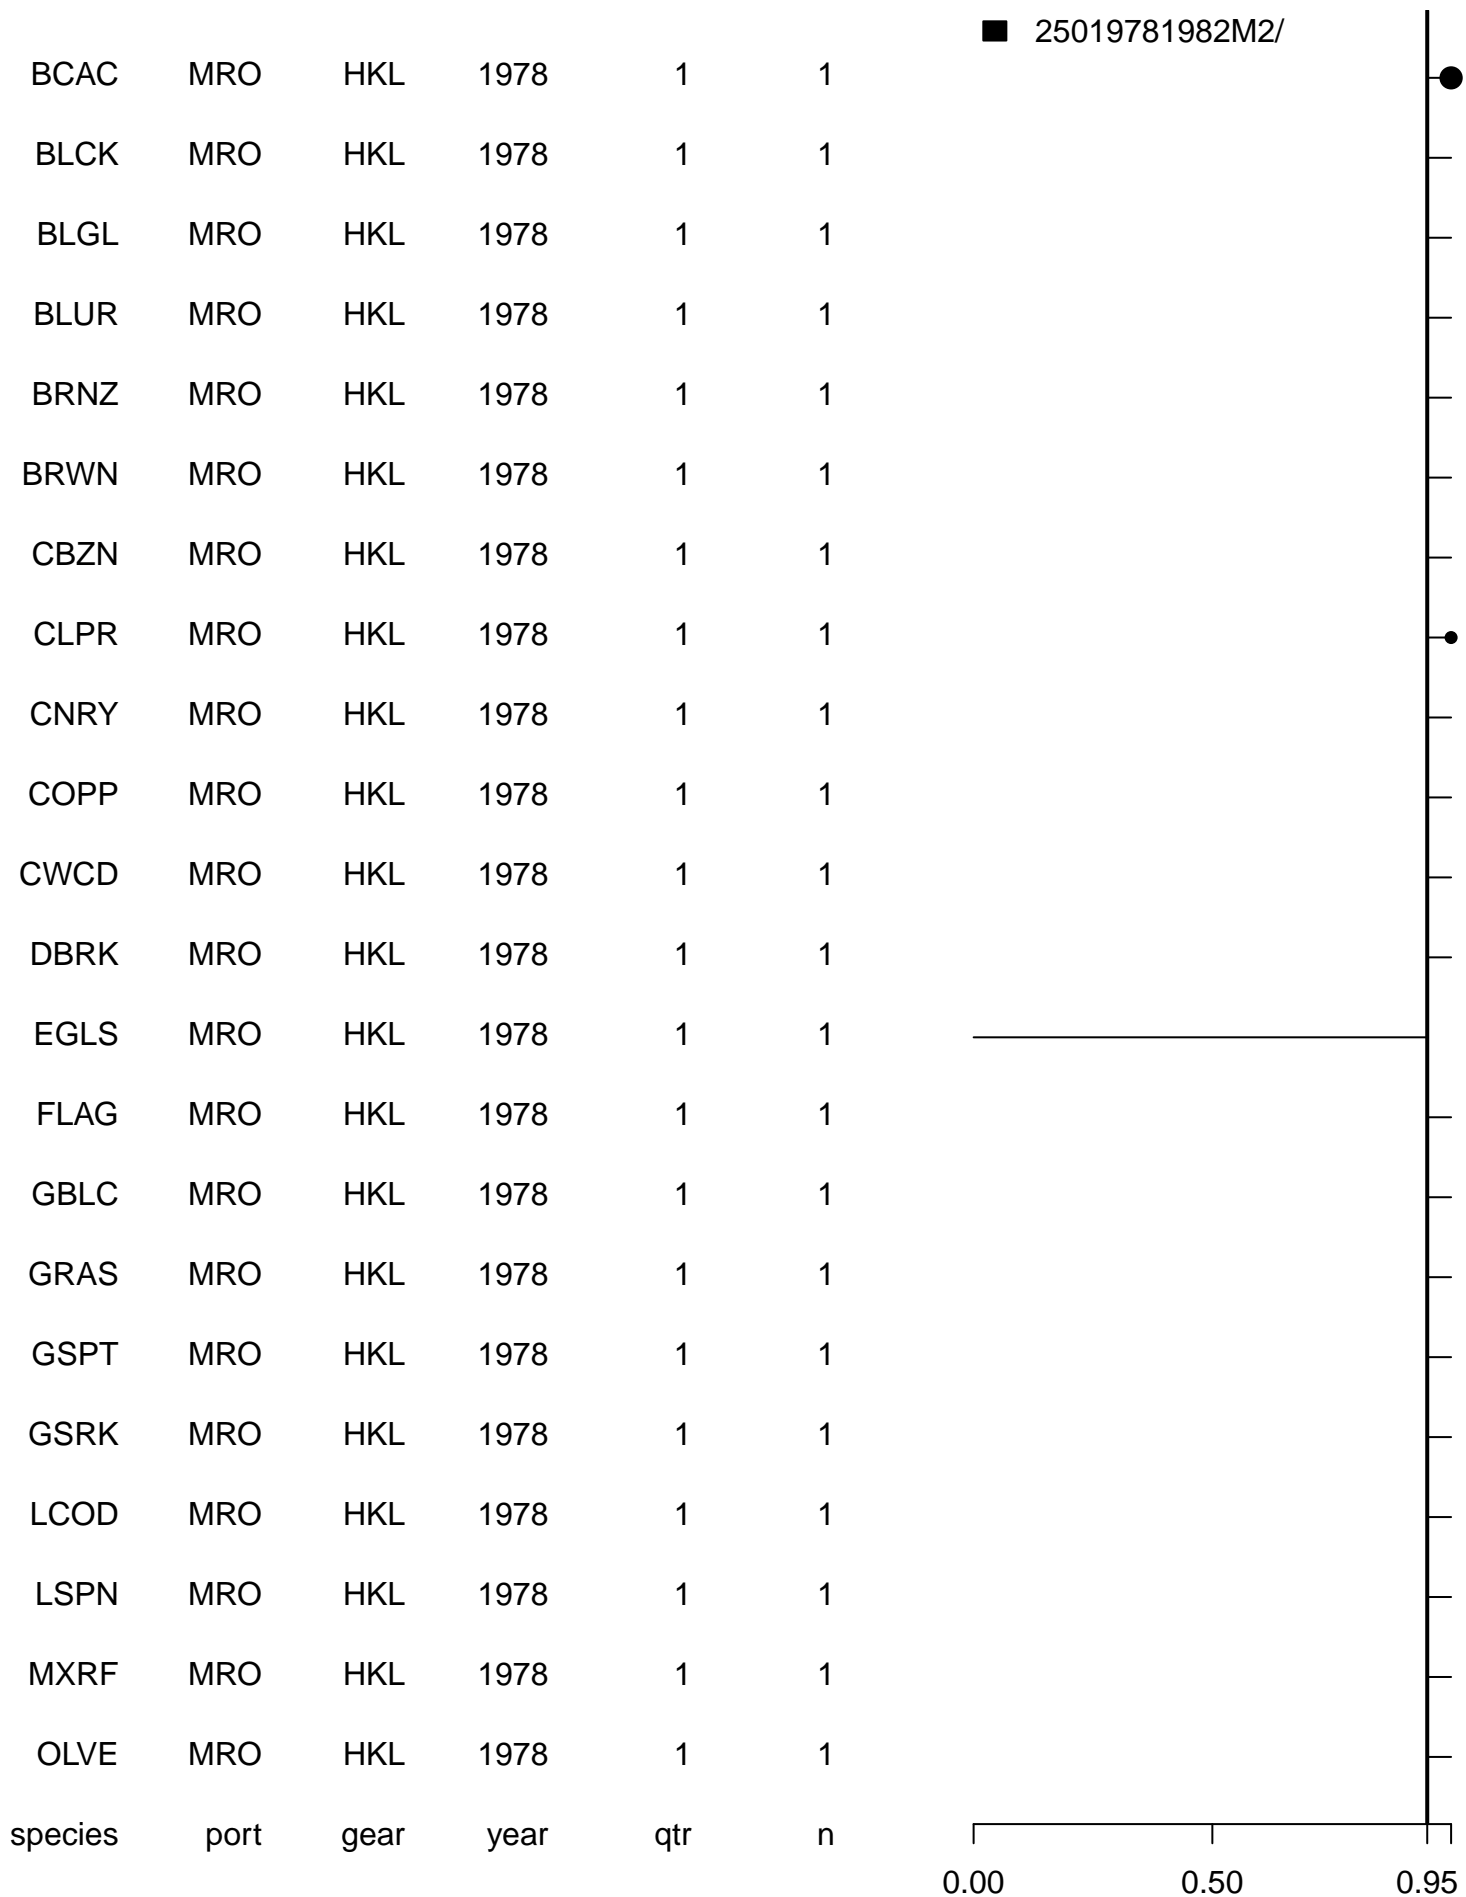 25019781982M2/
BCAC MRO HKL 1978 1 1
BLCK MRO HKL 1978 1 1
BLGL MRO HKL 1978 1 1
BLUR MRO HKL 1978 1 1
BRNZ MRO HKL 1978 1 1
BRWN MRO HKL 1978 1 1
CBZN MRO HKL 1978 1 1
CLPR MRO HKL 1978 1 1
CNRY MRO HKL 1978 1 1
COPP MRO HKL 1978 1 1
CWCD MRO HKL 1978 1 1
DBRK MRO HKL 1978 1 1
EGLS MRO HKL 1978 1 1
FLAG MRO HKL 1978 1 1
GBLC MRO HKL 1978 1 1
GRAS MRO HKL 1978 1 1
GSPT MRO HKL 1978 1 1
GSRK MRO HKL 1978 1 1
LCOD MRO HKL 1978 1 1
LSPN MRO HKL 1978 1 1
MXRF MRO HKL 1978 1 1
OLVE MRO HKL 1978 1 1
species port gear year qtr n
0.00 0.50 0.95